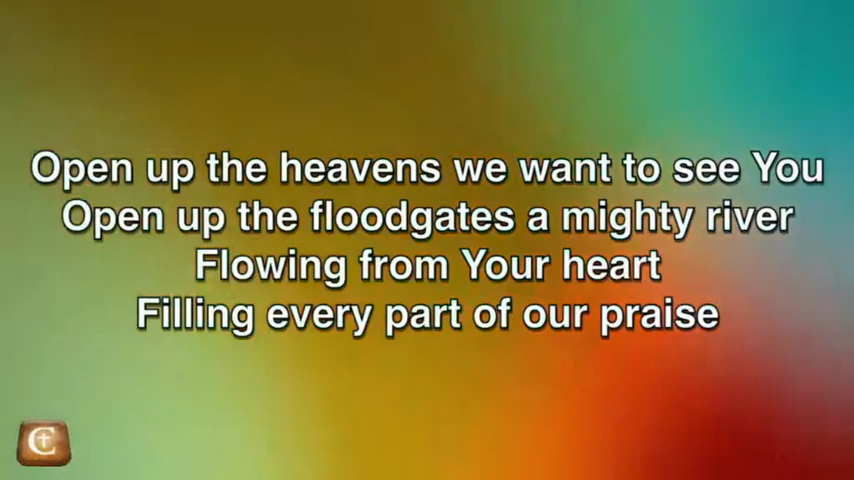 Open up the heavens we want to see You
Open up the floodgates a mighty river
Flowing from Your heart
Filling every part of our praise
C